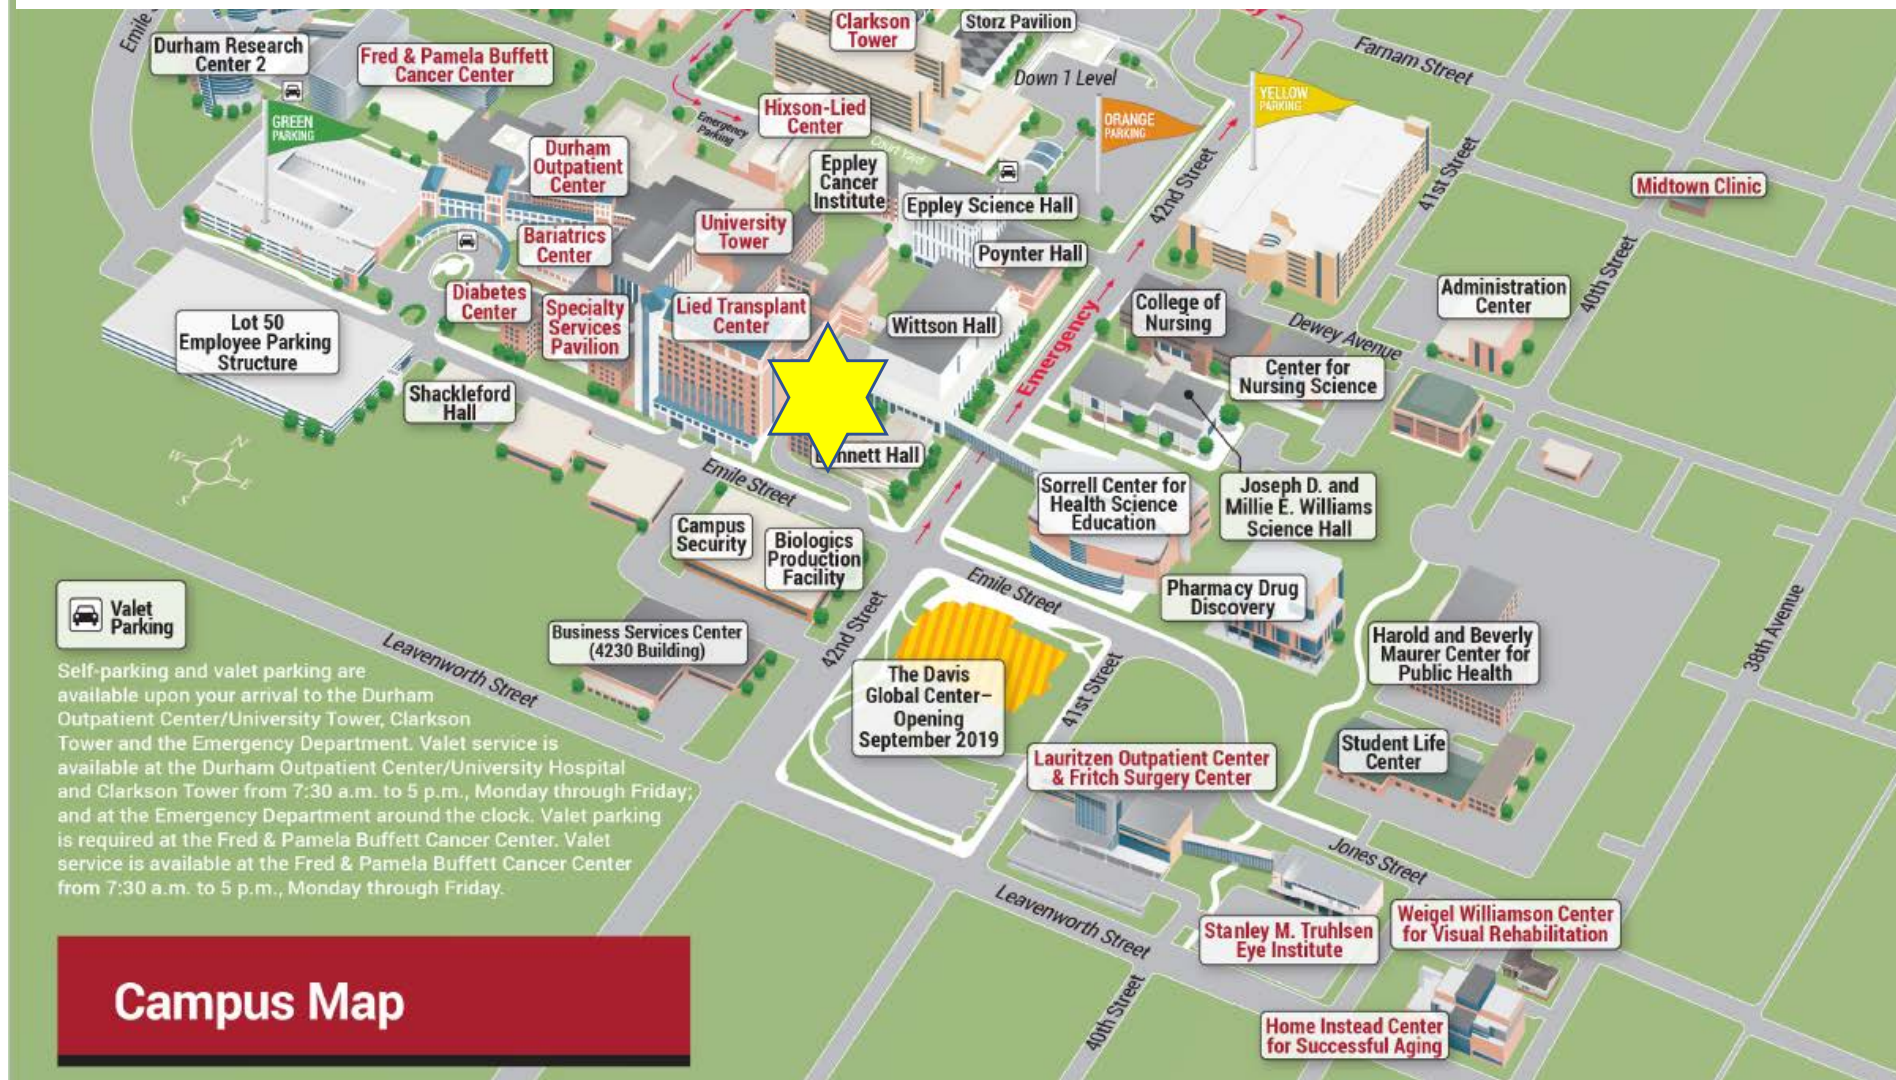 Emile
Durham Research
Center 2
Fred & Pamela Buffett
Cancer Center
Clarkson
Tower
Storz Pavilion
Down 1 Level
Farnam Street
GREEN
PARKING
Emergency
Parking
Hixson-Lied
Center
Court Yard
ORANGE
PARKING
YELLOW
PARKING
Durham
Outpatient
Center
Eppley
Cancer
Institute
Eppley Science Hall
42nd Street
41st Street
Midtown Clinic
Bariatrics
Center
University
Tower
Poynter Hall
Diabetes
Center
Specialty
Services
Pavilion
Lied Transplant
Center
Wittson Hall
Emergency
College of
Nursing
Dewey Avenue
Administration
Center
40th Street
Lot 50
Employee Parking
Structure
Center for
Nursing Science
Shackleford
Hall
N
W
E
S
Emile Street
nnett Hall
Sorrell Center for
Health Science
Education
Joseph D. and
Millie E. Williams
Science Hall
Campus
Security
Biologics
Production
Facility
Emile Street
Pharmacy Drug
Discovery
Valet
Parking
Leavenworth Street
Business Services Center
(4230 Building)
42nd Street
The Davis
Global Center–
Opening
September 2019
41st Street
Harold and Beverly
Maurer Center for
Public Health
38th Avenue
Student Life
Center
Lauritzen Outpatient Center
& Fritch Surgery Center
Self-parking and valet parking are
available upon your arrival to the Durham
Outpatient Center/University Tower, Clarkson
Tower and the Emergency Department. Valet service is
available at the Durham Outpatient Center/University Hospital
and Clarkson Tower from 7:30 a.m. to 5 p.m., Monday through Friday;
and at the Emergency Department around the clock. Valet parking
is required at the Fred & Pamela Buffett Cancer Center. Valet
service is available at the Fred & Pamela Buffett Cancer Center
from 7:30 a.m. to 5 p.m., Monday through Friday.
Jones Street
Leavenworth Street
Stanley M. Truhlsen
Eye Institute
Weigel Williamson Center
for Visual Rehabilitation
40th Street
Home Instead Center
for Successful Aging
Campus Map